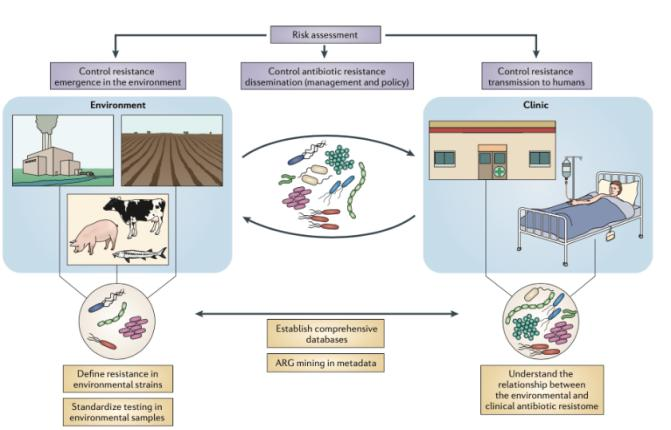 Risk assessment
Control resistance
emergence in the environment
Control antibiotic resistance
dissemination (management and policy)
Control resistance
transmission to humans
Environment
Clinic
Establish comprehensive
databases
ARG mining in metadata
Define resistance in
environmental strains
Standardize testing in
environmental samples
Understand the
relationship between
the environmental and
clinical antibiotic resistome